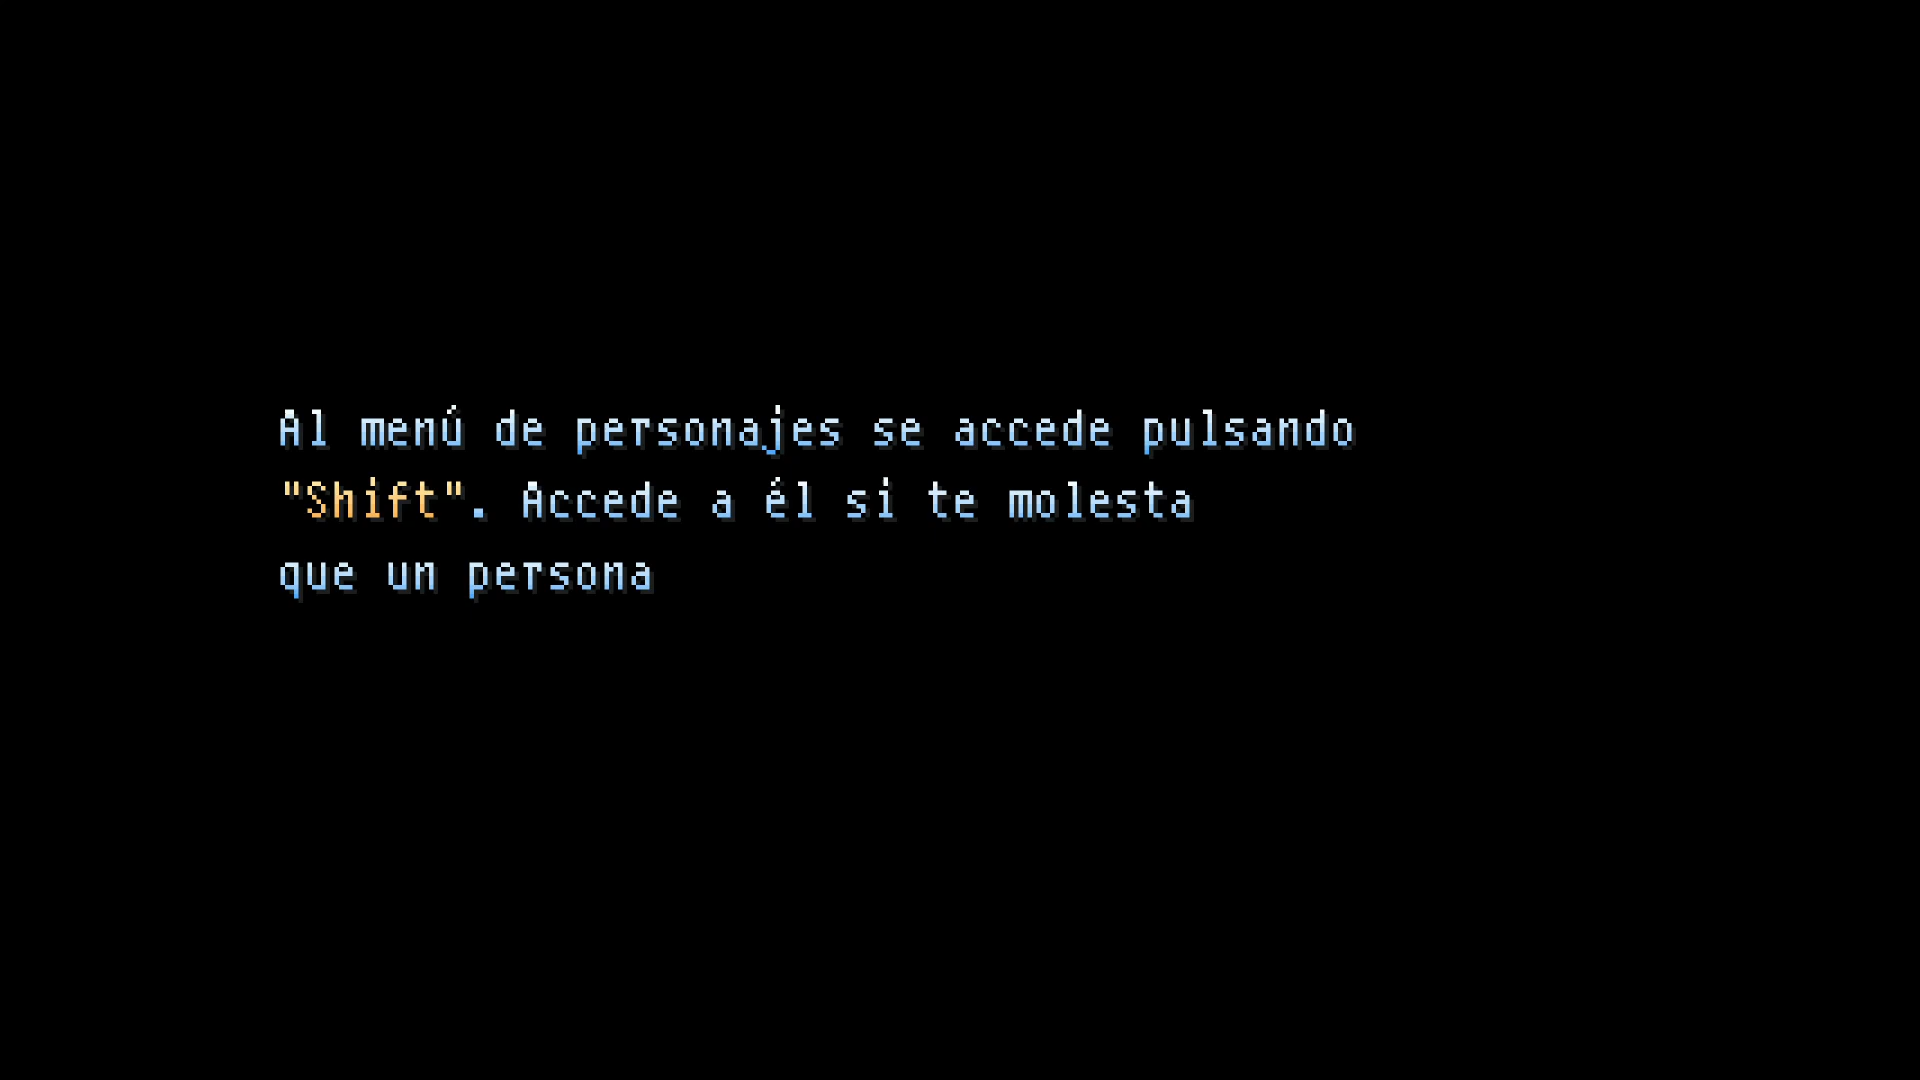 Al menú de personajes se accede pulsando
"Shift". Accede a él si te molesta
que un persona